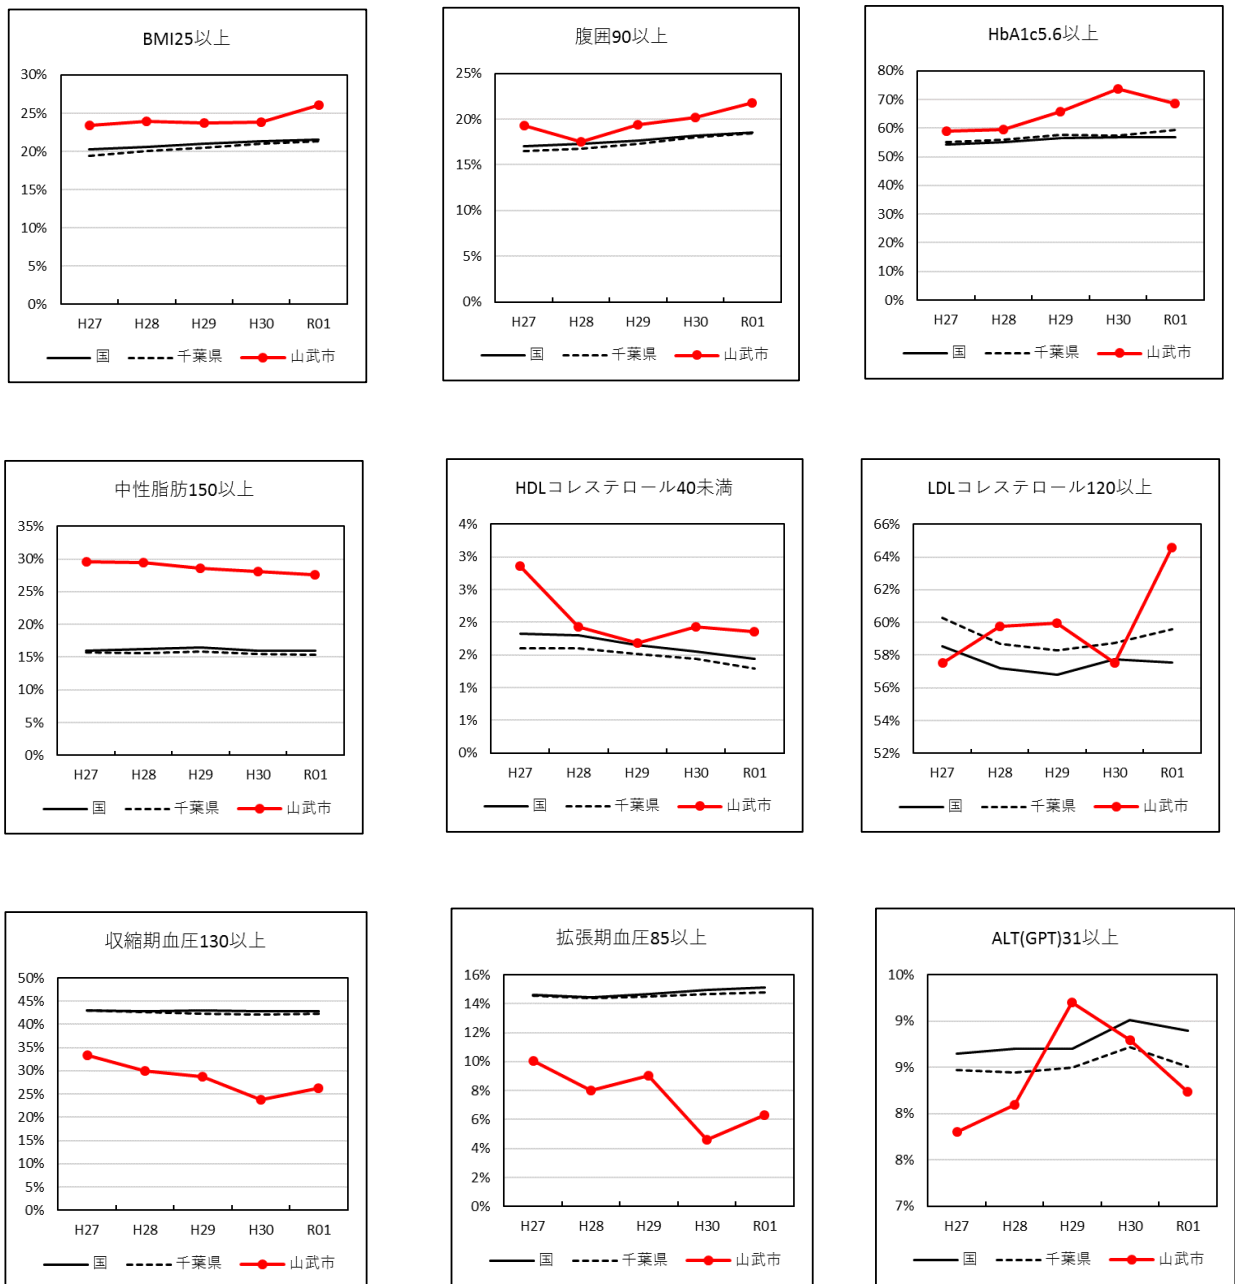 BMI25以上
30%
25%
20%
15%
10%
5%
0%
H27 H28 H29 H30 R01
国 千葉県 山武市
腹囲90以上
25%
20%
15%
10%
5%
0%
H27 H28 H29 H30 R01
国 千葉県 山武市
HbA1c5.6以上
80%
70%
60%
50%
40%
30%
20%
10%
0%
H27 H28 H29 H30 R01
国 千葉県 山武市
中性脂肪150以上
35%
30%
25%
20%
15%
10%
5%
0%
H27 H28 H29 H30 R01
国 千葉県 山武市
HDLコレステロール40未満
4%
3%
3%
2%
2%
1%
1%
0%
H27 H28 H29 H30 R01
国 千葉県 山武市
LDLコレステロール120以上
66%
64%
62%
60%
58%
56%
54%
52%
H27 H28 H29 H30 R01
国 千葉県 山武市
収縮期血圧130以上
50%
45%
40%
35%
30%
25%
20%
15%
10%
5%
0%
H27 H28 H29 H30 R01
国 千葉県 山武市
拡張期血圧85以上
16%
14%
12%
10%
8%
6%
4%
2%
0%
H27 H28 H29 H30 R01
国 千葉県 山武市
ALT(GPT)31以上
10%
9%
9%
8%
8%
7%
H27 H28 H29 H30 R01
国 千葉県 山武市